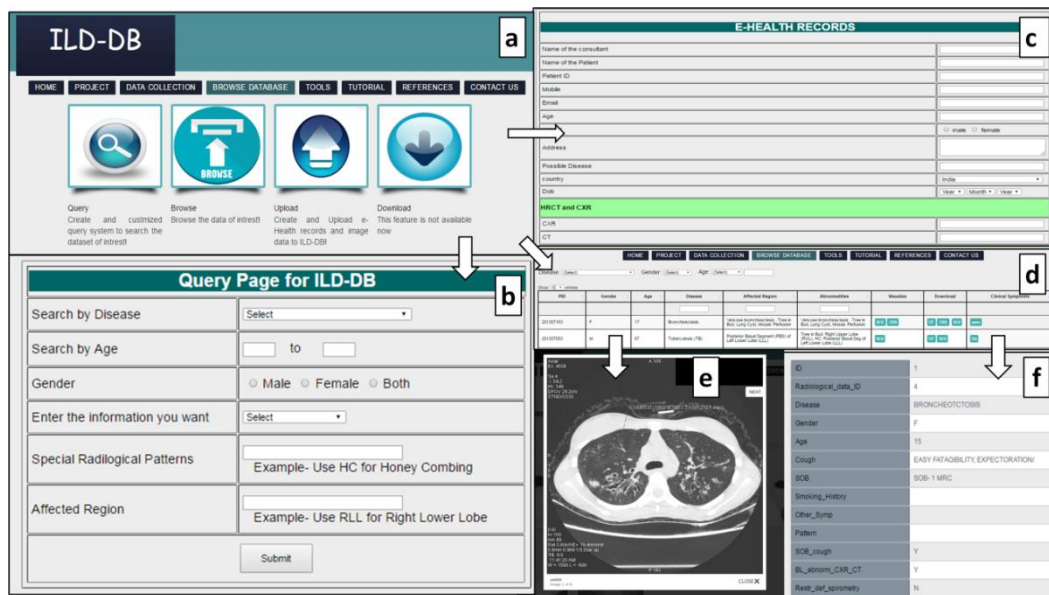 ILD-DB
a
HOME PROJECT DATA COLLECTION BROWSE DATABASE TOOLS TUTORIAL REFERENCES CONTACT US
BROWSE
Query
Create and custmized query system to search the dataset of intrest!
Browse
Browse the data of intrest!
Upload
Create and Upload e-Health records and image data to ILD-DB!
Download
This feature is not available now
Query Page for ILD-DB
b
Search by Disease Select
Search by Age to
Gender Male Female Both
Enter the information you want Select
Special Radilogical Patterns
Example- Use HC for Honey Combing
Affected Region
Example- Use RLL for Right Lower Lobe
Submit
E-HEALTH RECORDS
c
Name of the consultant
Name of the Patient
Patient ID
Mobile
Email
Age
male female
Address
Possible Disease
country India
Dob Year Month Year
HRCT and CXR
CXR
CT
HOME PROJECT DATA COLLECTION BROWSE DATABASE TOOLS TUTORIAL REFERENCES CONTACT US
d
Disease: (Select) Gender: (Select) Age: (Select)
PID Gender Age Disease Affected Region Abnormalities Download Clinical Symptoms
F 17 Bronchiectasis
M Tuberculosis (TB)
e
NEXT
CLOSE X
f
ID 1
Radiological_data_ID 4
Disease BRONCHEOTCTOSIS
Gender F
Age 15
Cough EASY FATAGIBILITY, EXPECTORATION/
SOB SOB- 1 MRC
Smoking_History
Other_Symp
Pattern
SOB_cough Y
BL_abnorm_CXR_CT Y
Restr_def_spirometry N